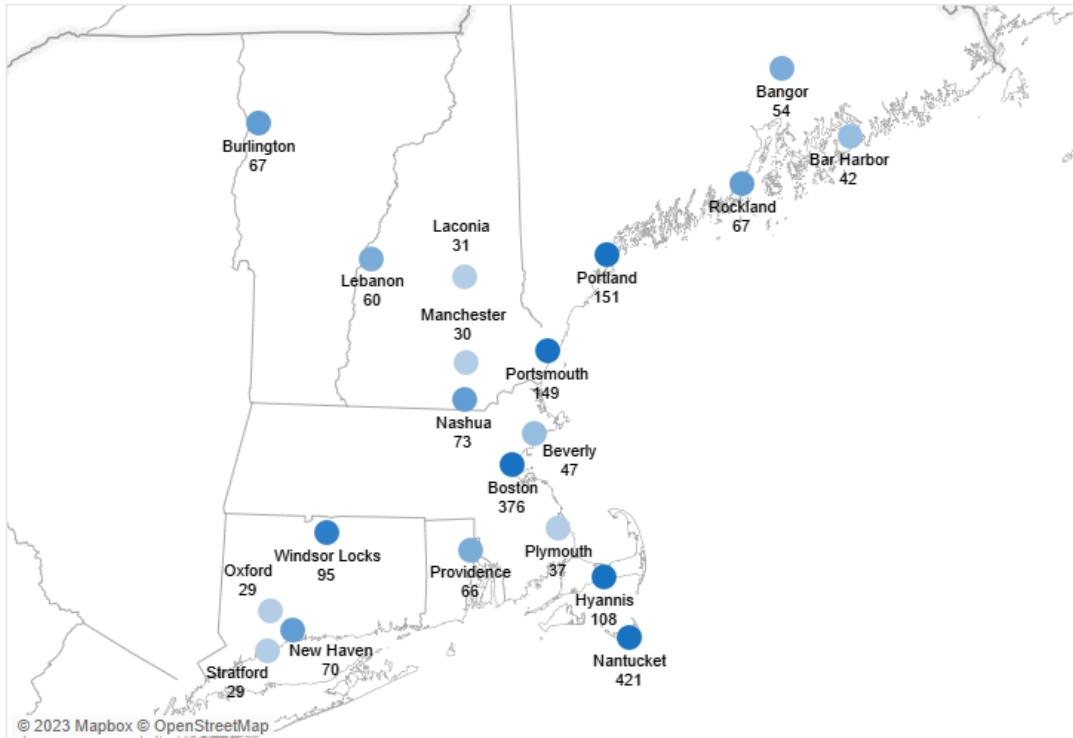 Bangor
54
Burlington
67
Bar Harbor
42
Rockland
67
Laconia
31
Lebanon
60
Portland
151
Manchester
30
Portsmouth
149
Nashua
73
Beverly
47
Boston
376
Windsor Locks
95
Plymouth
37
Providence
66
Oxford
29
Hyannis
108
New Haven
70
Nantucket
421
Stratford
29
© 2023 Mapbox © OpenStreetMap